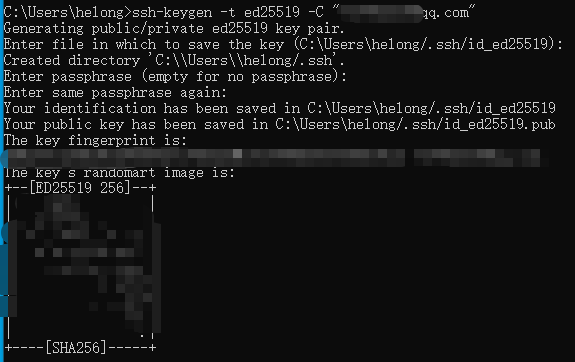 C:\Users\helong>ssh-keygen -t ed25519 -C "qq.com"
Generating public/private ed25519 key pair.
Enter file in which to save the key (C:\Users\helong/.ssh/id_ed25519):
Created directory 'C:\\Users\\helong/.ssh'.
Enter passphrase (empty for no passphrase):
Enter same passphrase again:
Your identification has been saved in C:\Users\helong/.ssh/id_ed25519
Your public key has been saved in C:\Users\helong/.ssh/id_ed25519.pub
The key fingerprint is:
The key's randomart image is:
+--[ED25519 256]--+
+----[SHA256]-----+